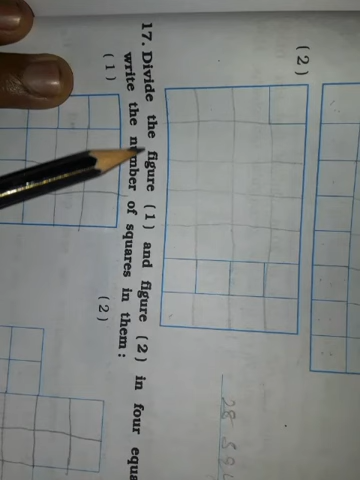 (2)
28 594
17. Divide the figure (1) and figure (2) in four equa
write the number of squares in them :
(1)
(2)